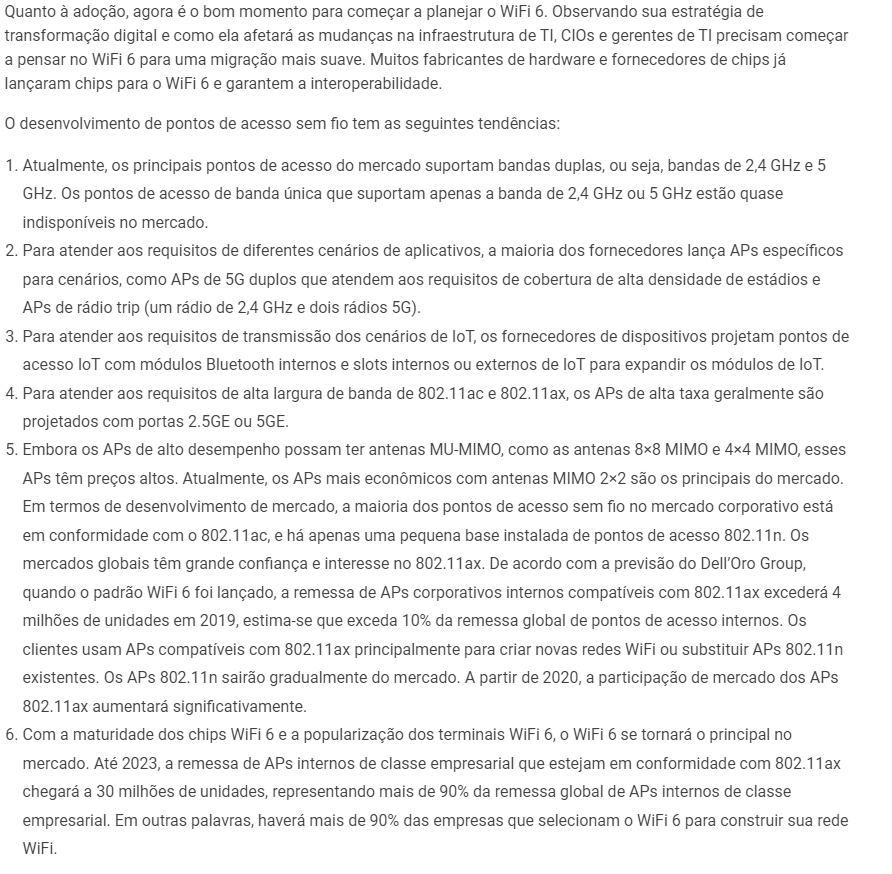 Quanto à adoção, agora é o bom momento para começar a planejar o WiFi 6. Observando sua estratégia de
transformação digital e como ela afetará as mudanças na infraestrutura de TI, CIOs e gerentes de TI precisam começar
a pensar no WiFi 6 para uma migração mais suave. Muitos fabricantes de hardware e fornecedores de chips já
lançaram chips para o WiFi 6 e garantem a interoperabilidade.
O desenvolvimento de pontos de acesso sem fio tem as seguintes tendências:
1. Atualmente, os principais pontos de acesso do mercado suportam bandas duplas, ou seja, bandas de 2,4 GHz e 5
GHz. Os pontos de acesso de banda única que suportam apenas a banda de 2,4 GHz ou 5 GHz estão quase
indisponíveis no mercado.
2. Para atender aos requisitos de diferentes cenários de aplicativos, a maioria dos fornecedores lança APs específicos
para cenários, como APs de 5G duplos que atendem aos requisitos de cobertura de alta densidade de estádios e
APs de rádio trip (um rádio de 2,4 GHz e dois rádios 5G).
3. Para atender aos requisitos de transmissão dos cenários de IoT, os fornecedores de dispositivos projetam pontos de
acesso IoT com módulos Bluetooth internos e slots internos ou externos de IoT para expandir os módulos de IoT.
4. Para atender aos requisitos de alta largura de banda de 802.11ac e 802.11ax, os APs de alta taxa geralmente são
projetados com portas 2.5GE ou 5GE.
5. Embora os APs de alto desempenho possam ter antenas MU-MIMO, como as antenas 8×8 MIMO e 4×4 MIMO, esses
APs têm preços altos. Atualmente, os APs mais econômicos com antenas MIMO 2×2 são os principais do mercado.
Em termos de desenvolvimento de mercado, a maioria dos pontos de acesso sem fio no mercado corporativo está
em conformidade com o 802.11ac, e há apenas uma pequena base instalada de pontos de acesso 802.11n. Os
mercados globais têm grande confiança e interesse no 802.11ax. De acordo com a previsão do Dell’Oro Group,
quando o padrão WiFi 6 foi lançado, a remessa de APs corporativos internos compatíveis com 802.11ax excederá 4
milhões de unidades em 2019, estima-se que exceda 10% da remessa global de pontos de acesso internos. Os
clientes usam APs compatíveis com 802.11ax principalmente para criar novas redes WiFi ou substituir APs 802.11n
existentes. Os APs 802.11n sairão gradualmente do mercado. A partir de 2020, a participação de mercado dos APs
802.11ax aumentará significativamente.
6. Com a maturidade dos chips WiFi 6 e a popularização dos terminais WiFi 6, o WiFi 6 se tornará o principal no
mercado. Até 2023, a remessa de APs internos de classe empresarial que estejam em conformidade com 802.11ax
chegará a 30 milhões de unidades, representando mais de 90% da remessa global de APs internos de classe
empresarial. Em outras palavras, haverá mais de 90% das empresas que selecionam o WiFi 6 para construir sua rede
WiFi.